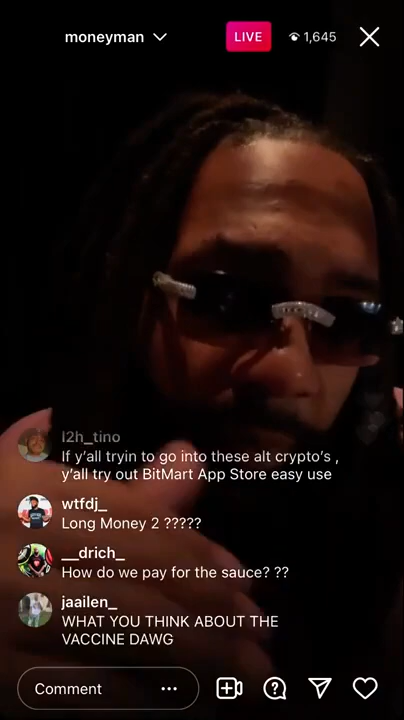 moneyman
LIVE
1,645
l2h_tino
If y'all tryin to go into these alt crypto's ,
y'all try out BitMart App Store easy use
wtfdj_
Long Money 2 ?????
__drich_
How do we pay for the sauce? ??
jaailen_
WHAT YOU THINK ABOUT THE
VACCINE DAWG
Comment